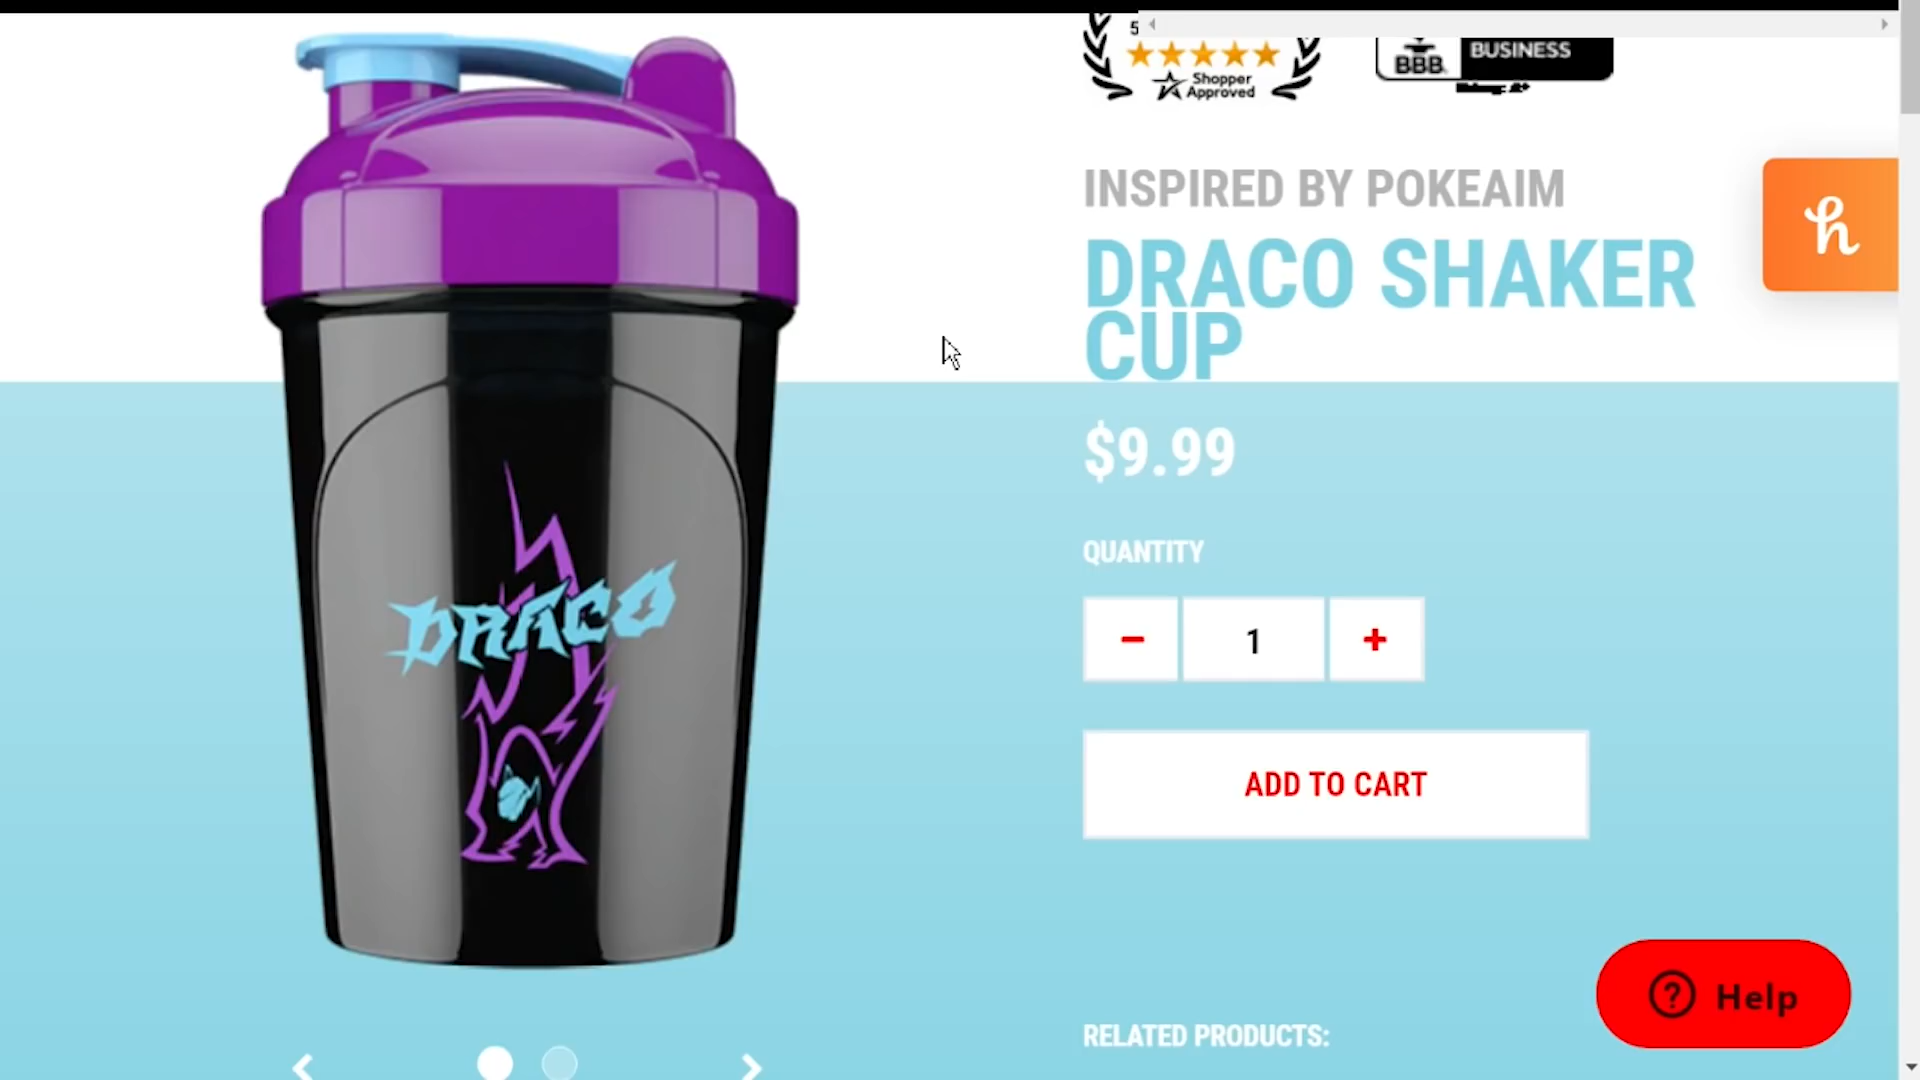 5
Shopper
Approved
BBB.
BUSINESS
INSPIRED BY POKEAIM
DRACO SHAKER
CUP
$9.99
QUANTITY
− 1 +
ADD TO CART
DRACO
Help
RELATED PRODUCTS: